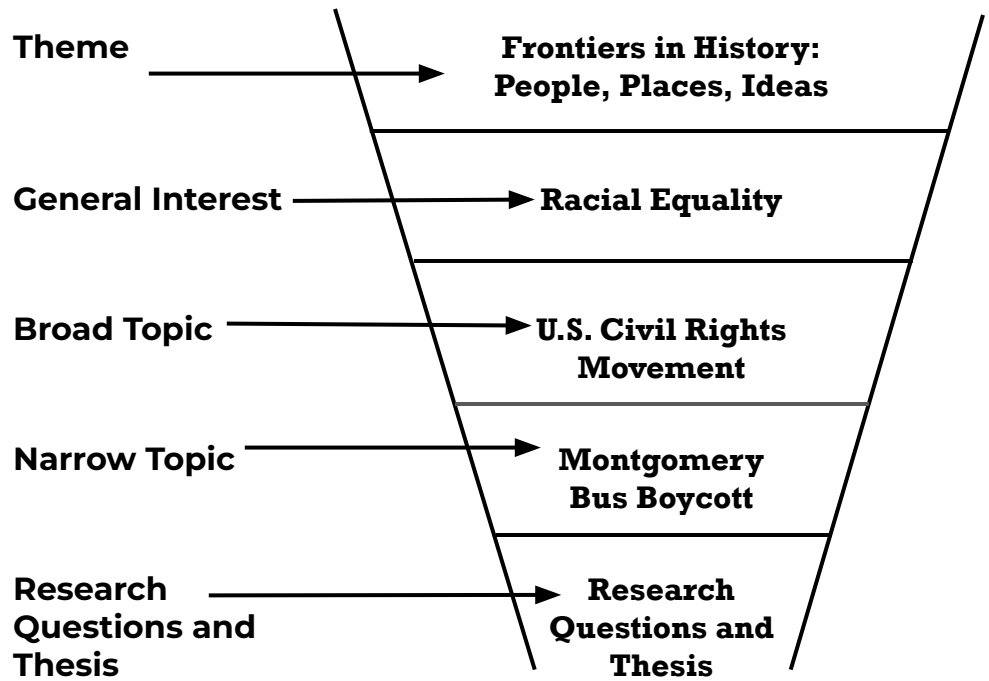 Theme
Frontiers in History:
People, Places, Ideas
General Interest
Racial Equality
Broad Topic
U.S. Civil Rights
Movement
Narrow Topic
Montgomery
Bus Boycott
Research
Questions and
Thesis
Research
Questions and
Thesis